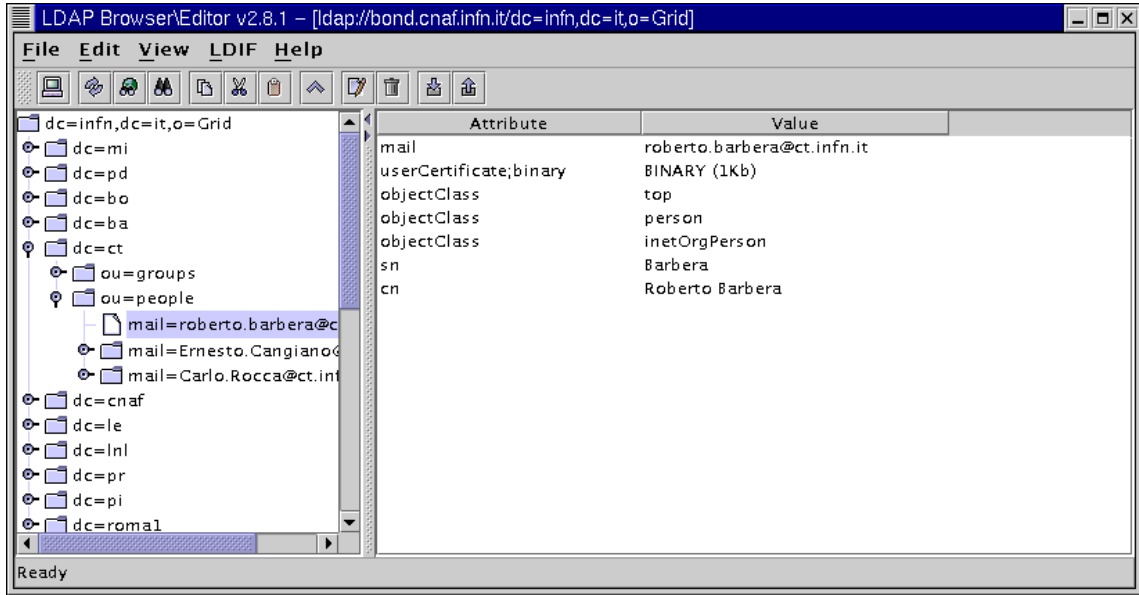 LDAP Browser\Editor v2.8.1 – [ldap://bond.cnaf.infn.it/dc=infn,dc=it,o=Grid]
File Edit View LDIF Help
dc=infn,dc=it,o=Grid
dc=mi
dc=pd
dc=bo
dc=ba
dc=ct
ou=groups
ou=people
mail=roberto.barbera@c
mail=Ernesto.Cangiano@
mail=Carlo.Rocca@ct.inf
dc=cnaf
dc=le
dc=lnl
dc=pr
dc=pi
dc=roma1
Attribute Value
mail roberto.barbera@ct.infn.it
userCertificate;binary BINARY (1Kb)
objectClass top
objectClass person
objectClass inetOrgPerson
sn Barbera
cn Roberto Barbera
Ready